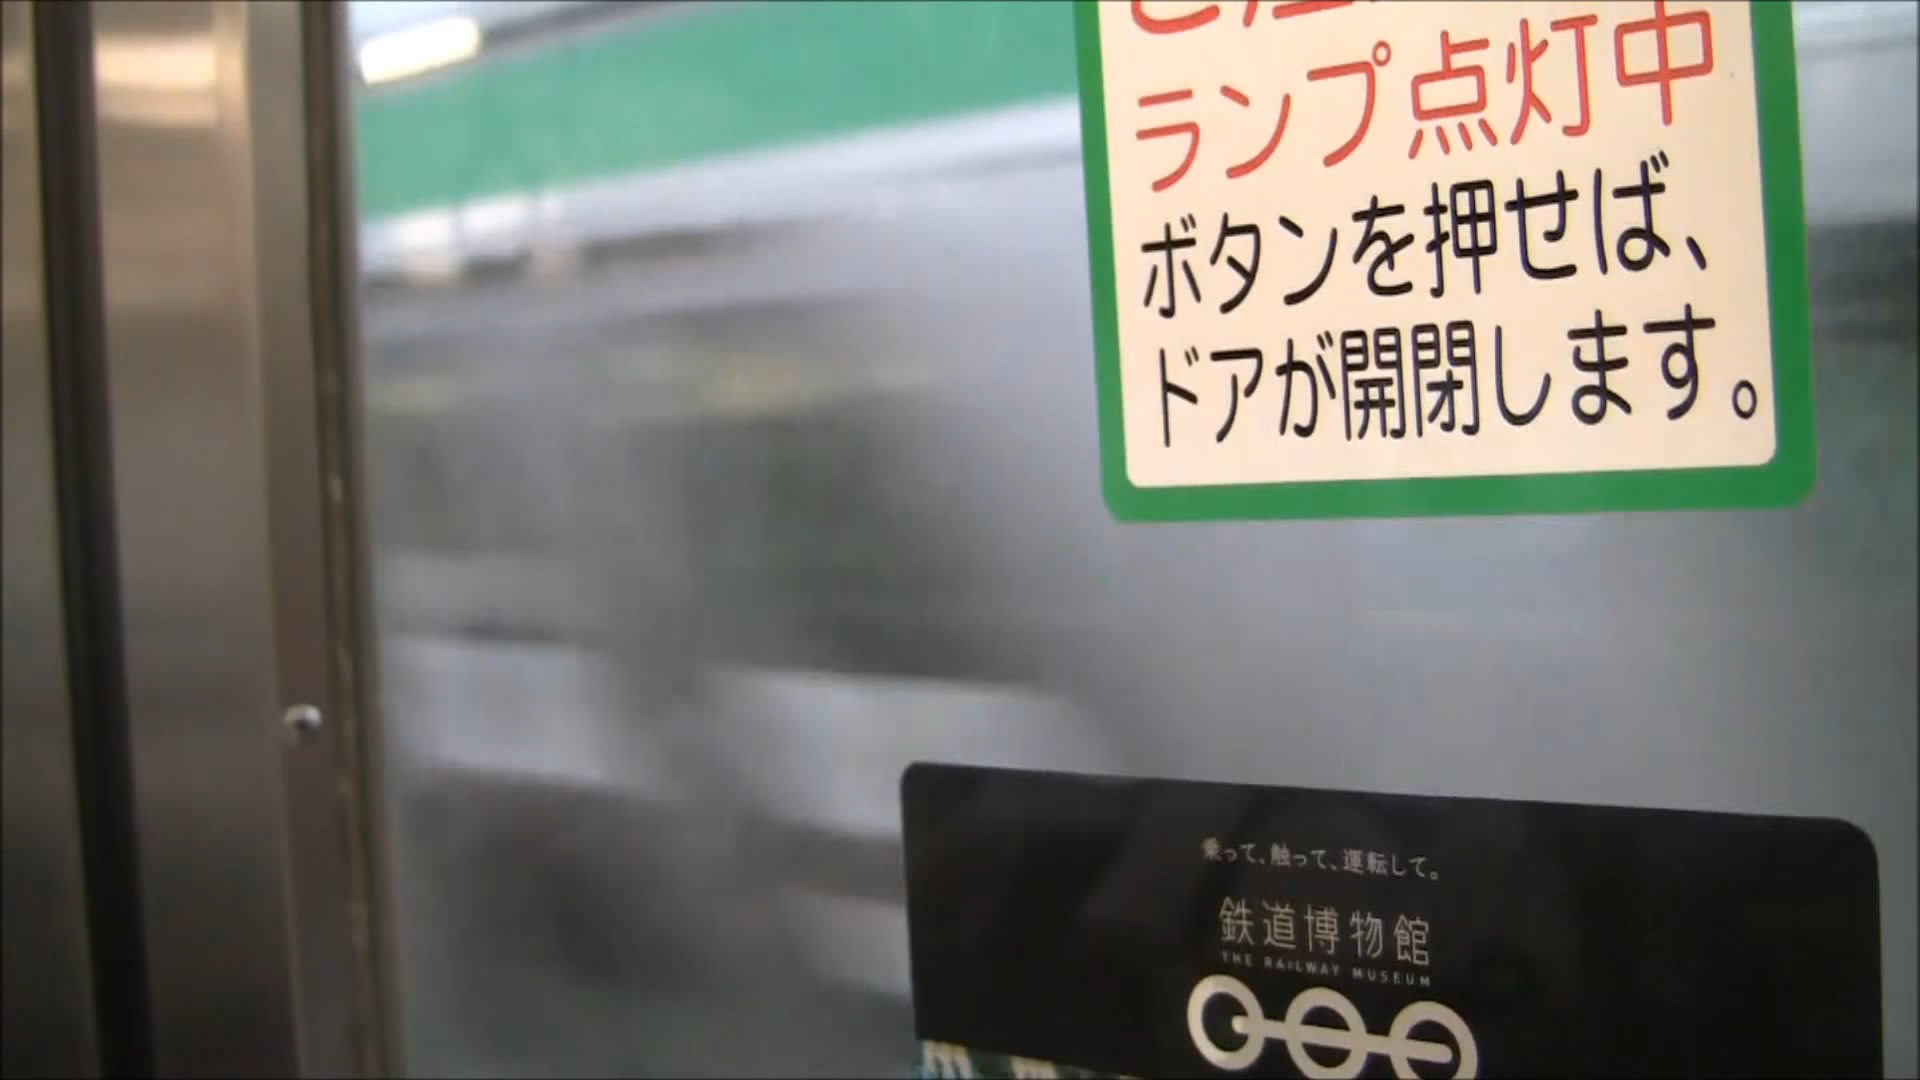 ランプ点灯中
ボタンを押せば、
ドアが開閉します。
乗って、触って、運転して。
鉄道博物館
THE RAILWAY MUSEUM